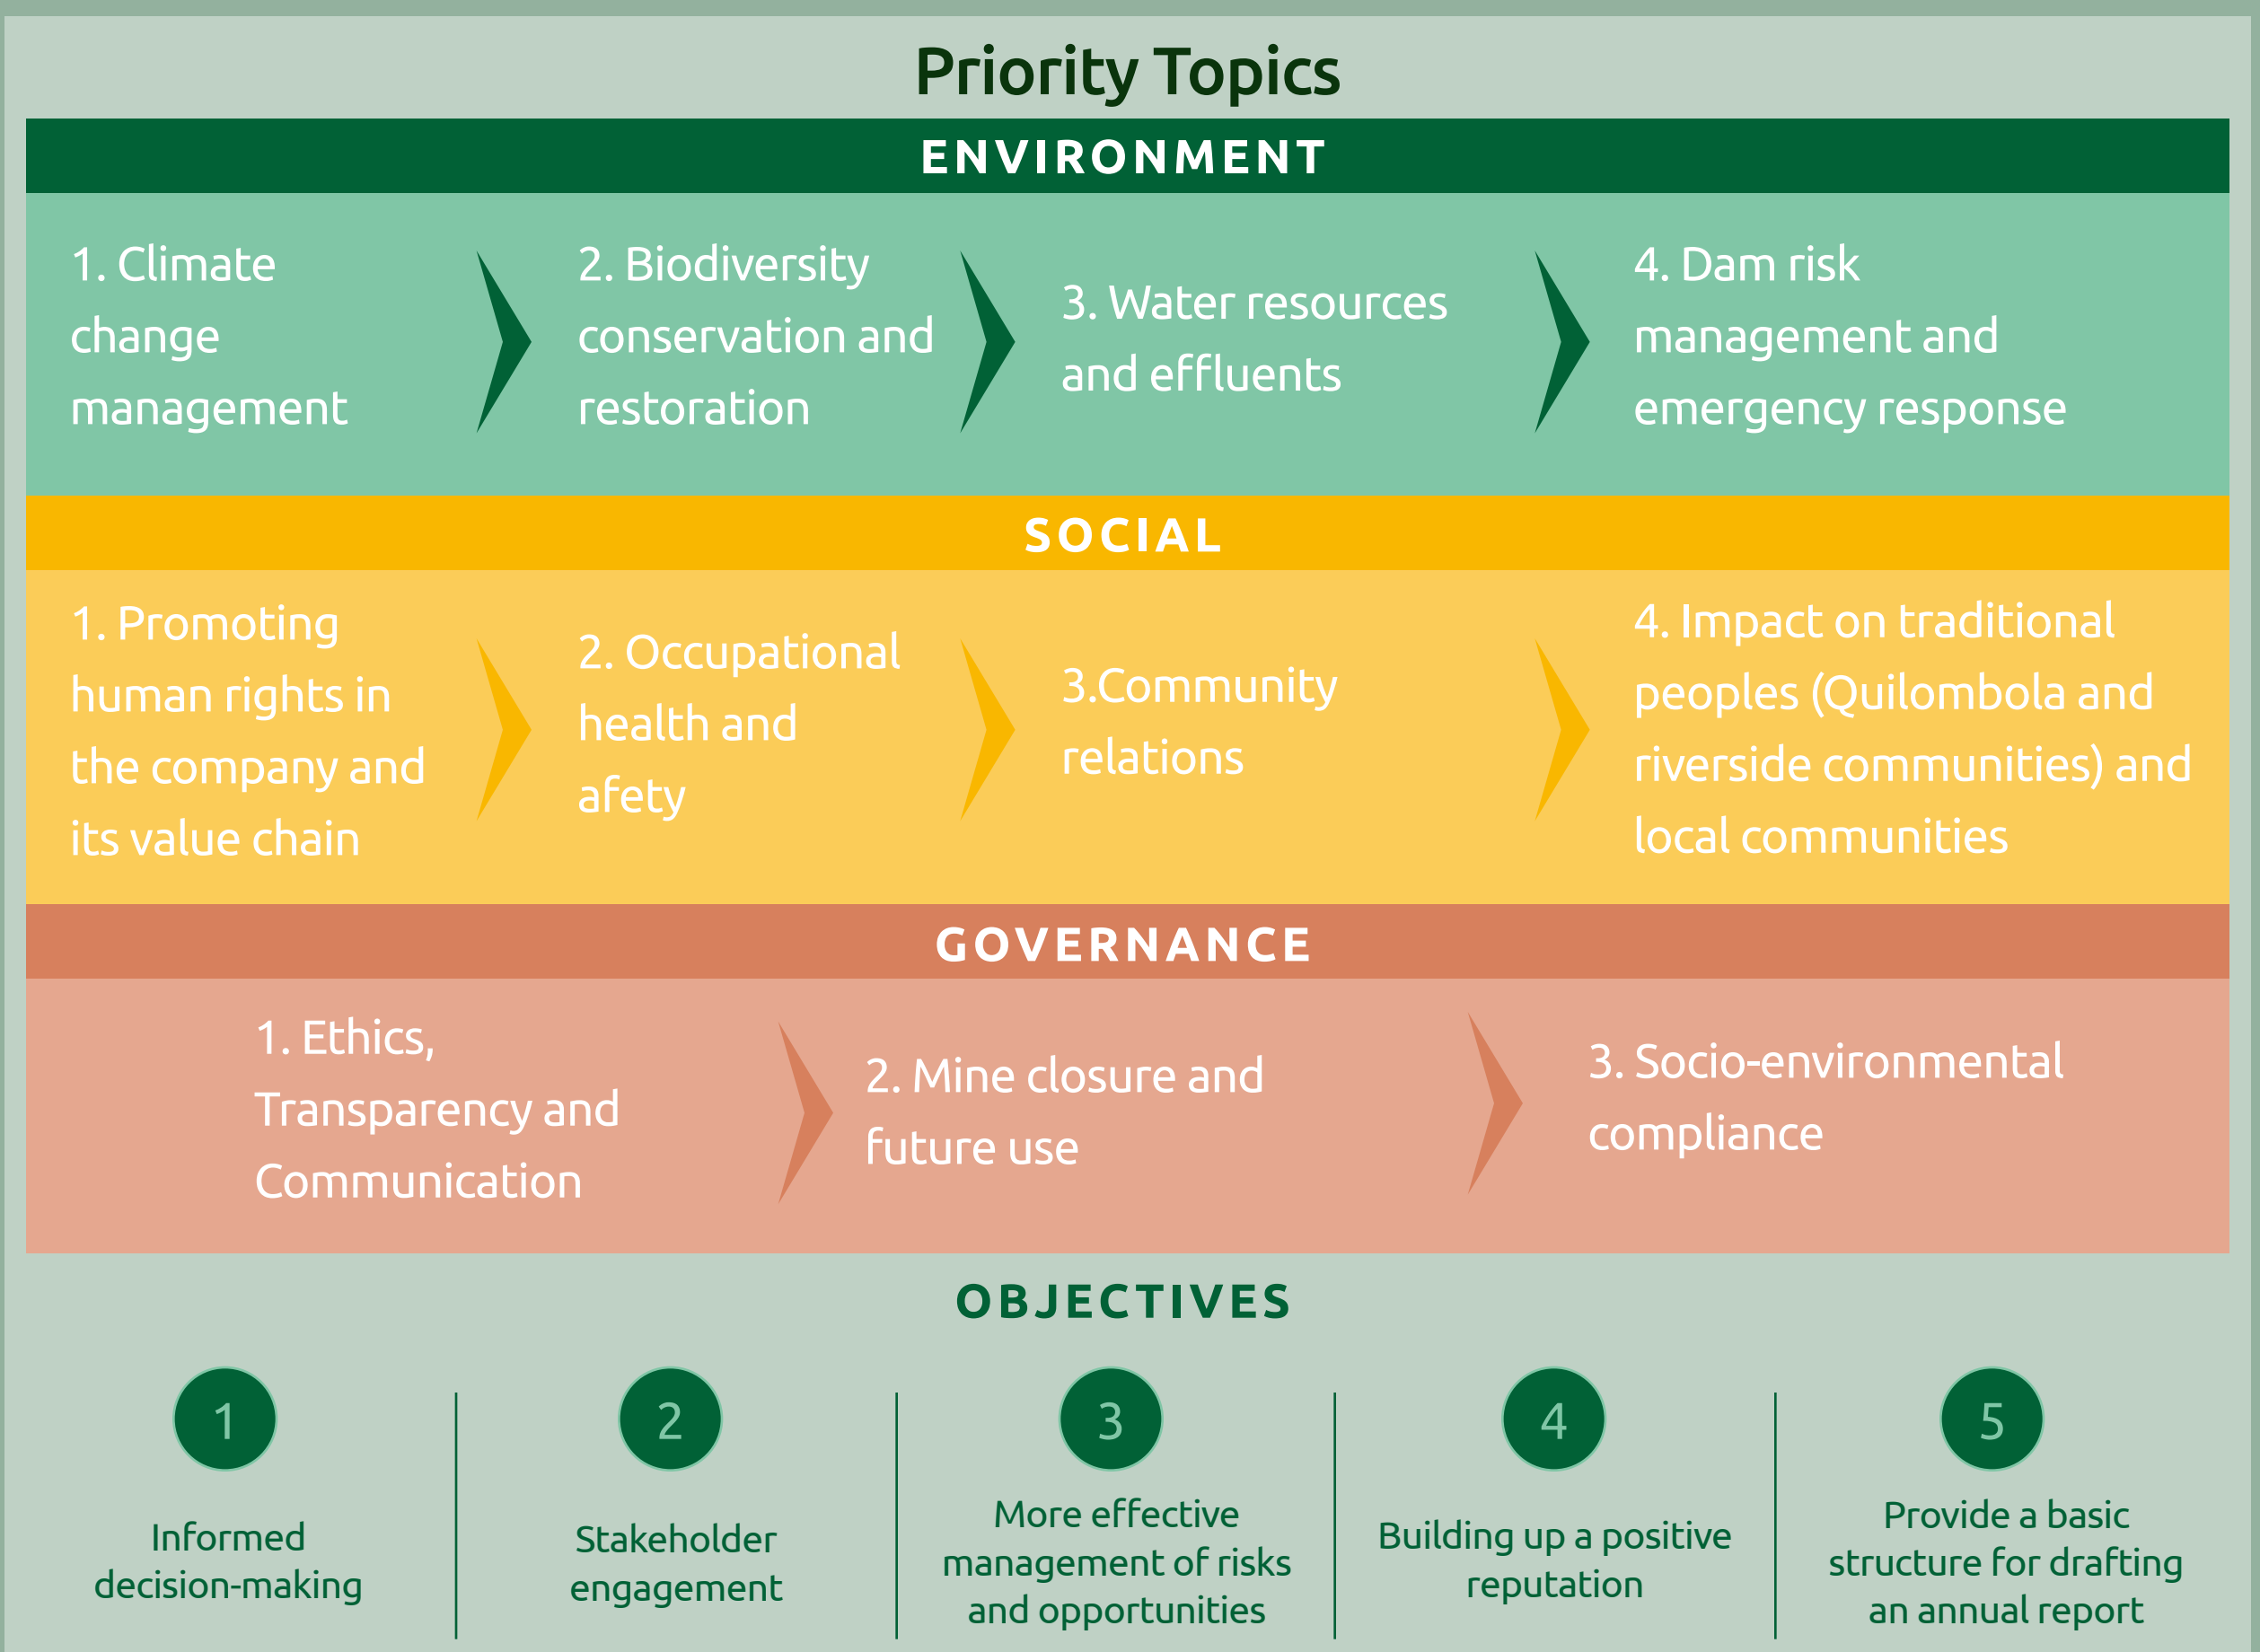 Priority Topics
ENVIRONMENT
1. Climate
change
management
2. Biodiversity
conservation and
restoration
3. Water resources
and effluents
4. Dam risk
management and
emergency response
SOCIAL
1. Promoting
human rights in
the company and
its value chain
2. Occupational
health and
afety
3.Community
relations
4. Impact on traditional
peoples (Quilombola and
riverside communities) and
local communities
GOVERNANCE
1. Ethics,
Transparency and
Communication
2. Mine closure and
future use
3. Socio-environmental
compliance
OBJECTIVES
1
Informed
decision-making
2
Stakeholder
engagement
3
More effective
management of risks
and opportunities
4
Building up a positive
reputation
5
Provide a basic
structure for drafting
an annual report